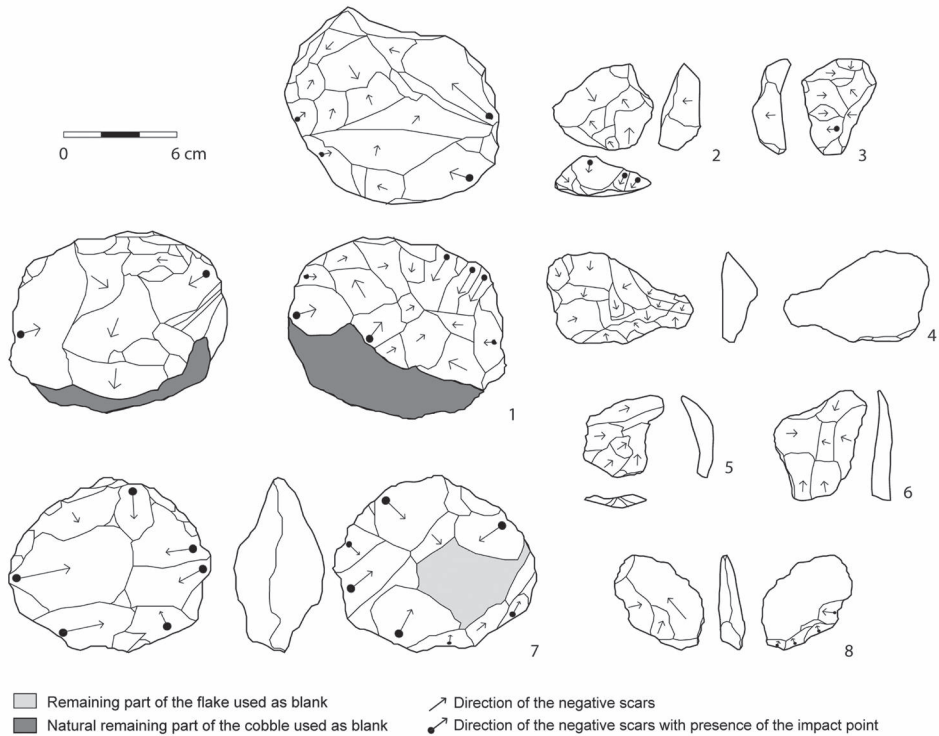 0 6 cm
2
3
1
4
5
6
7
8
Remaining part of the flake used as blank
Direction of the negative scars
Natural remaining part of the cobble used as blank
Direction of the negative scars with presence of the impact point